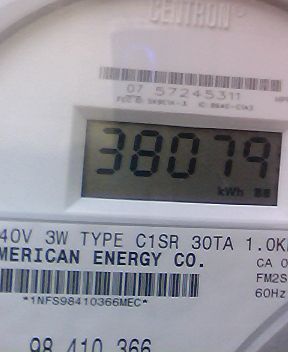 CENTRON
07 57245311
38079
kWh
40V 3W TYPE C1SR 30TA 1.0K
MERICAN ENERGY CO.
CA 0
FM2S
60Hz
*1NFS98410366MEC*
98 410 366